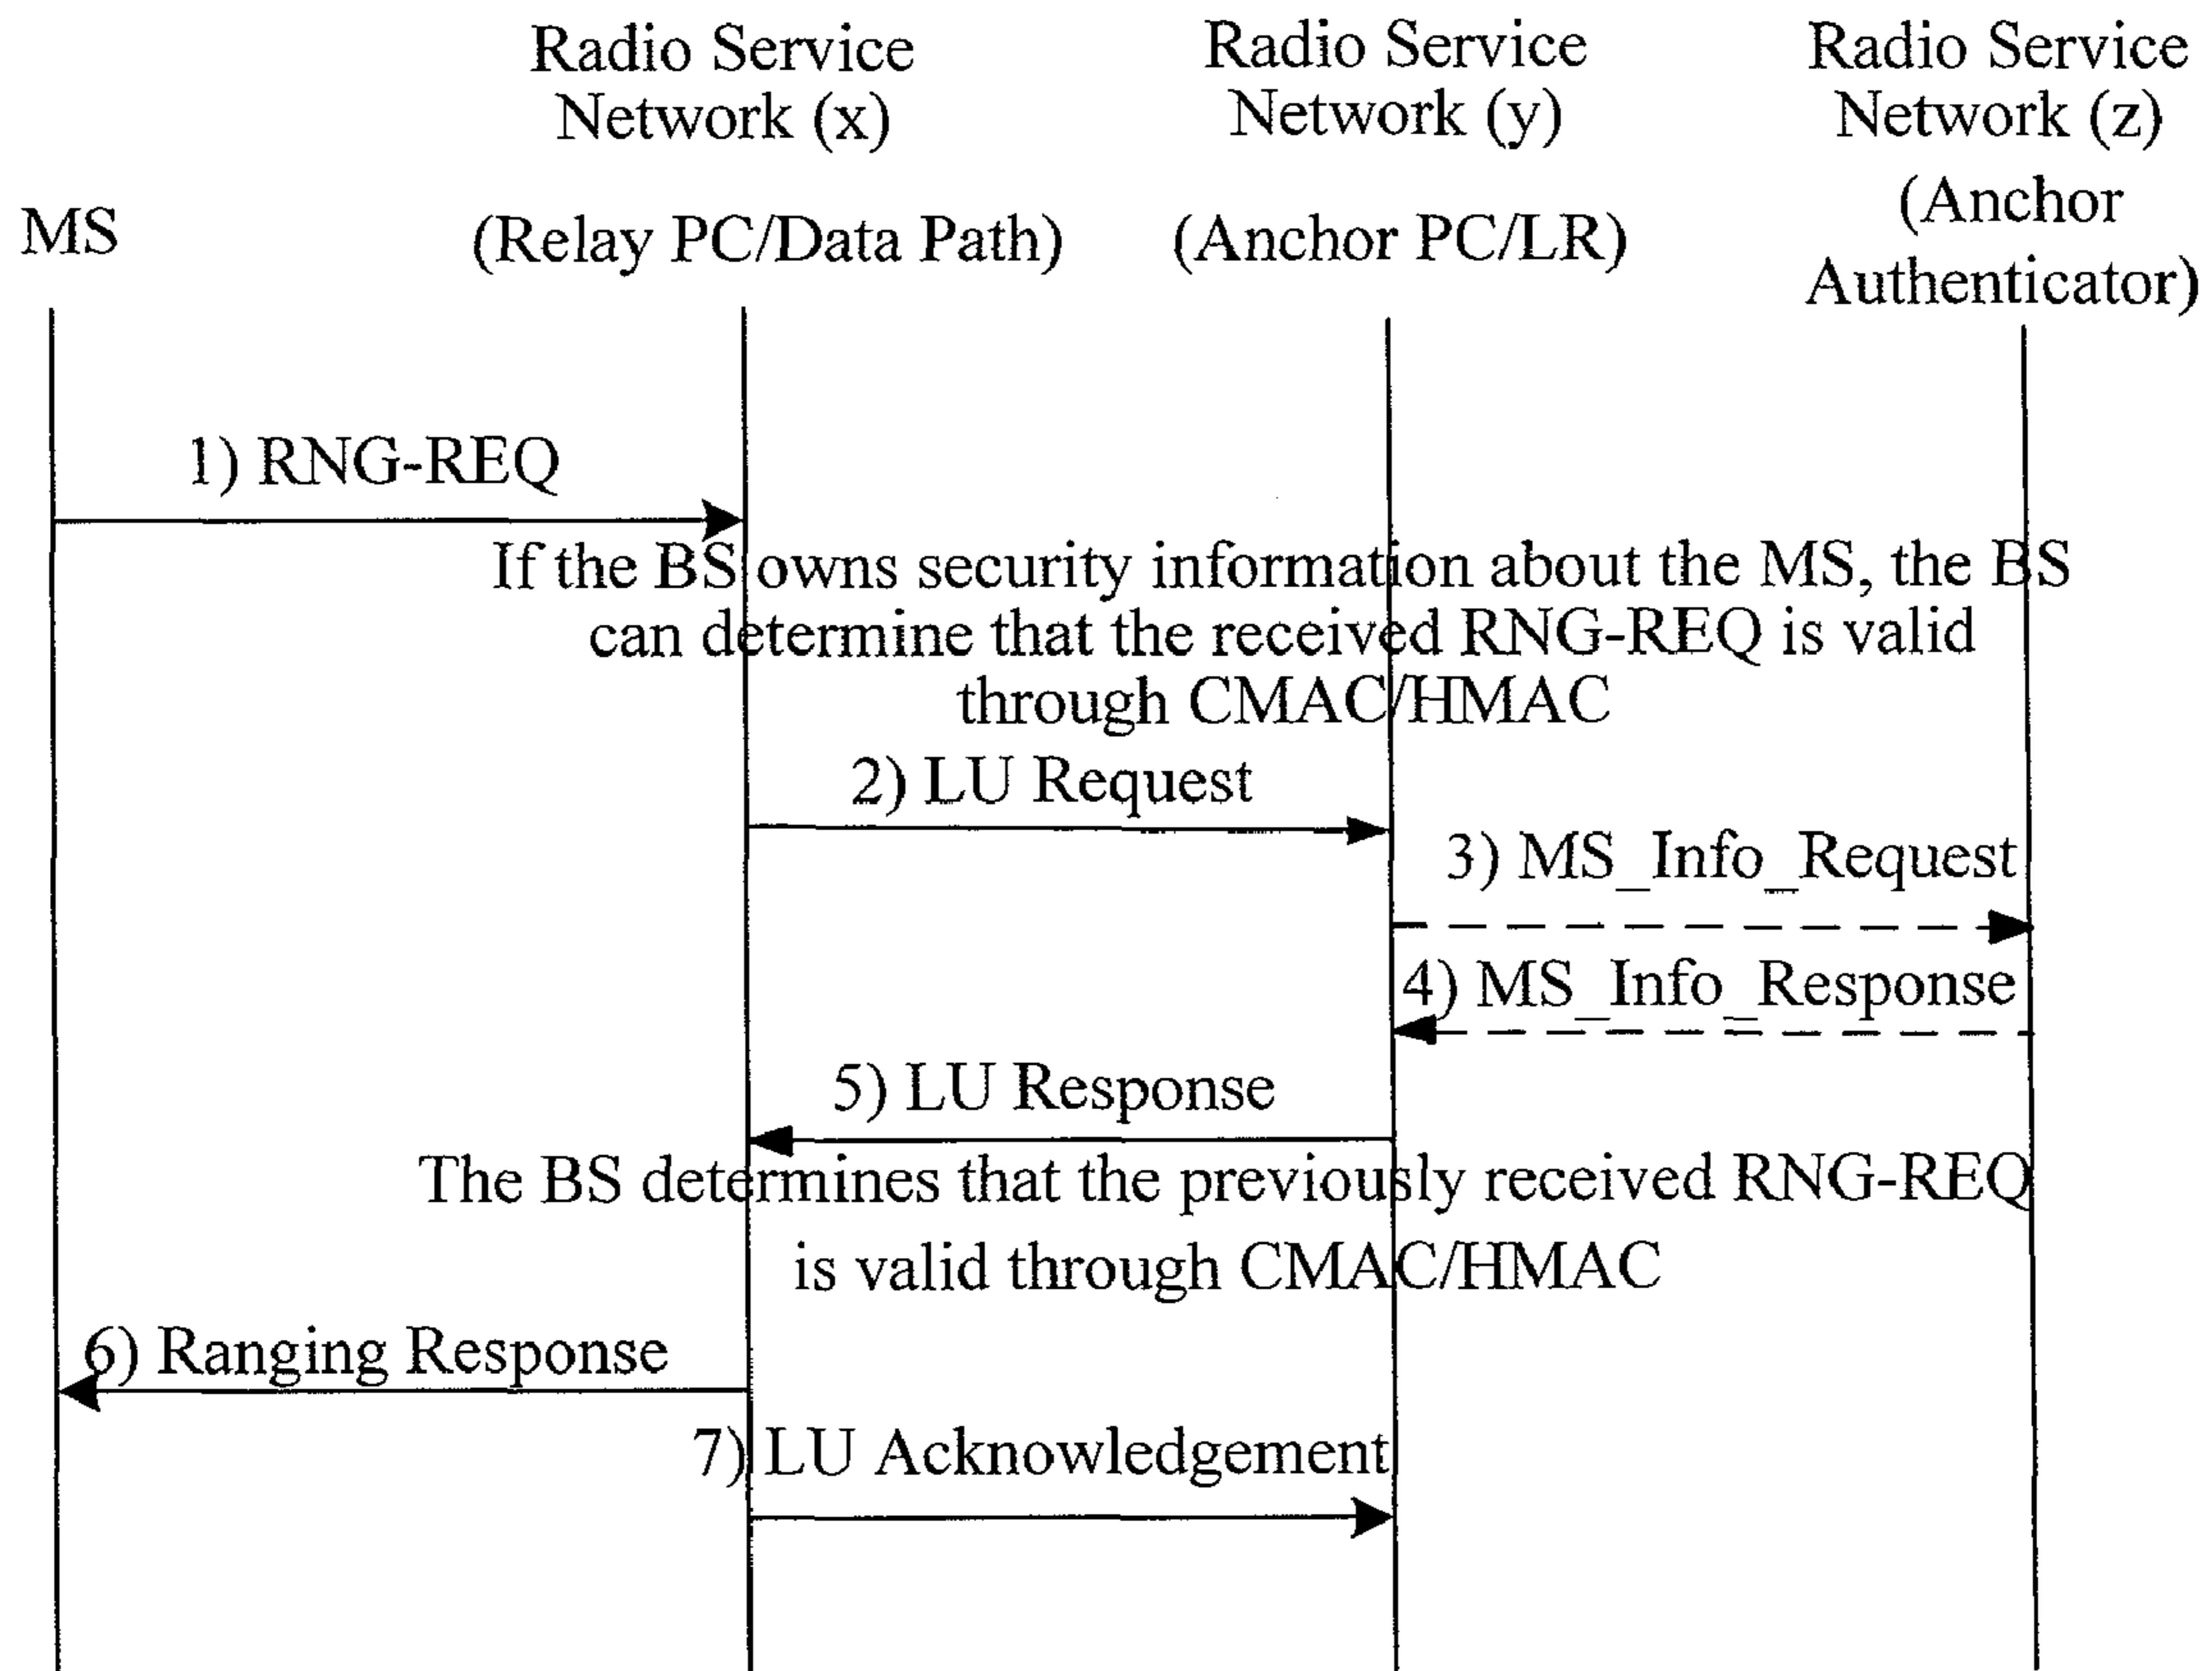 Radio Service
Network (x)
Radio Service
Network (y)
Radio Service
Network (z)
MS
(Relay PC/Data Path)
(Anchor PC/LR)
(Anchor
Authenticator)
1) RNG-REQ
If the BS owns security information about the MS, the BS
can determine that the received RNG-REQ is valid
through CMAC/HMAC
2) LU Request
3) MS_Info_Request
4) MS_Info_Response
5) LU Response
The BS determines that the previously received RNG-REQ
is valid through CMAC/HMAC
6) Ranging Response
7) LU Acknowledgement